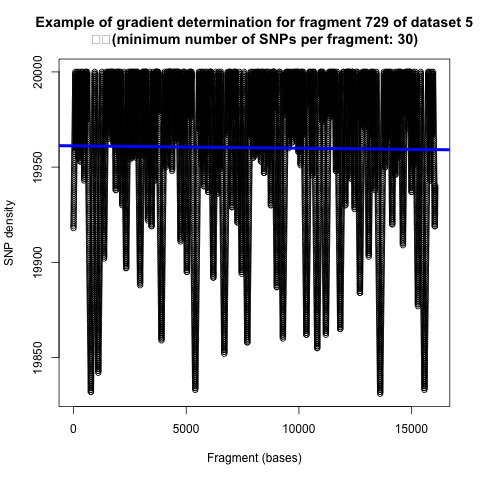 Example of gradient determination for fragment 729 of dataset 5
(minimum number of SNPs per fragment: 30)
20000
19950
19900
19850
SNP density
0 5000 10000 15000
Fragment (bases)